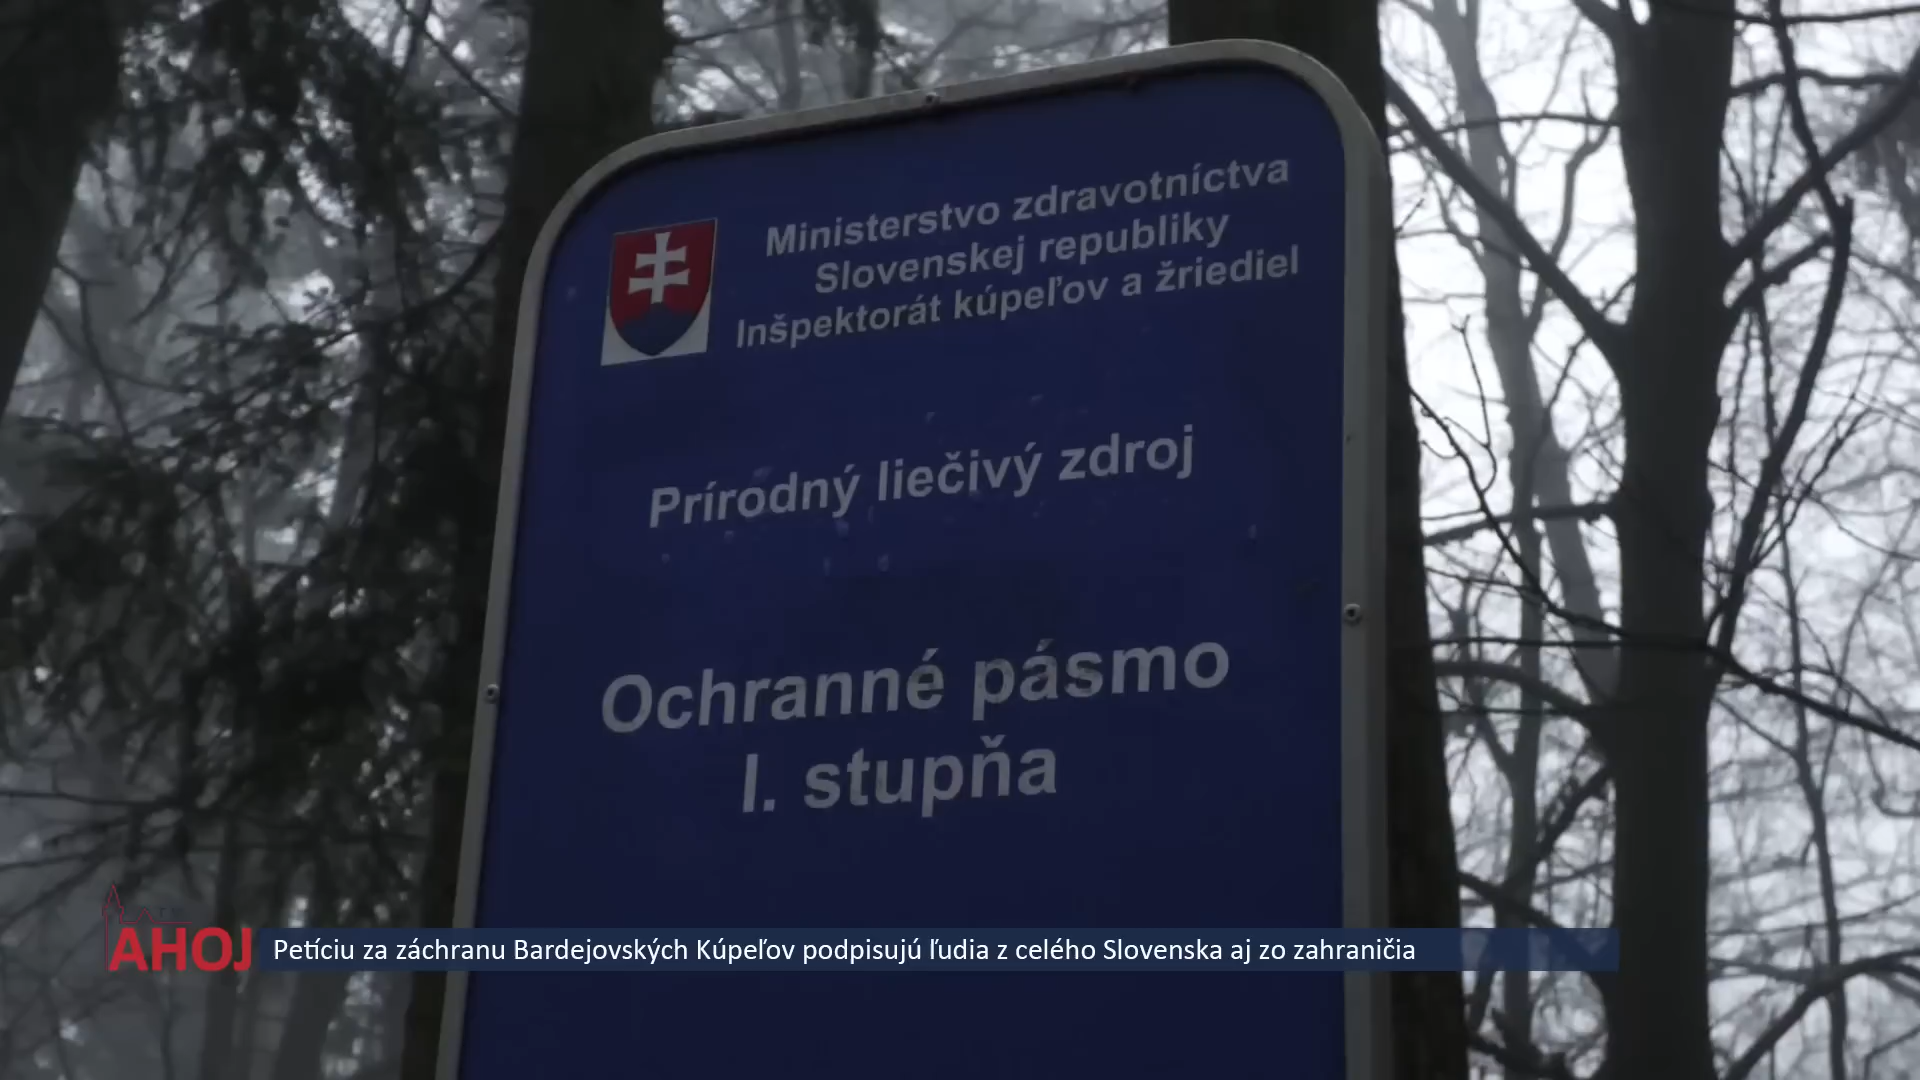 Ministerstvo zdravotníctva
Slovenskej republiky
Inšpektorát kúpeľov a žriediel
Prírodný liečivý zdroj
Ochranné pásmo
I. stupňa
AHOJ
Petíciu za záchranu Bardejovských Kúpeľov podpisujú ľudia z celého Slovenska aj zo zahraničia